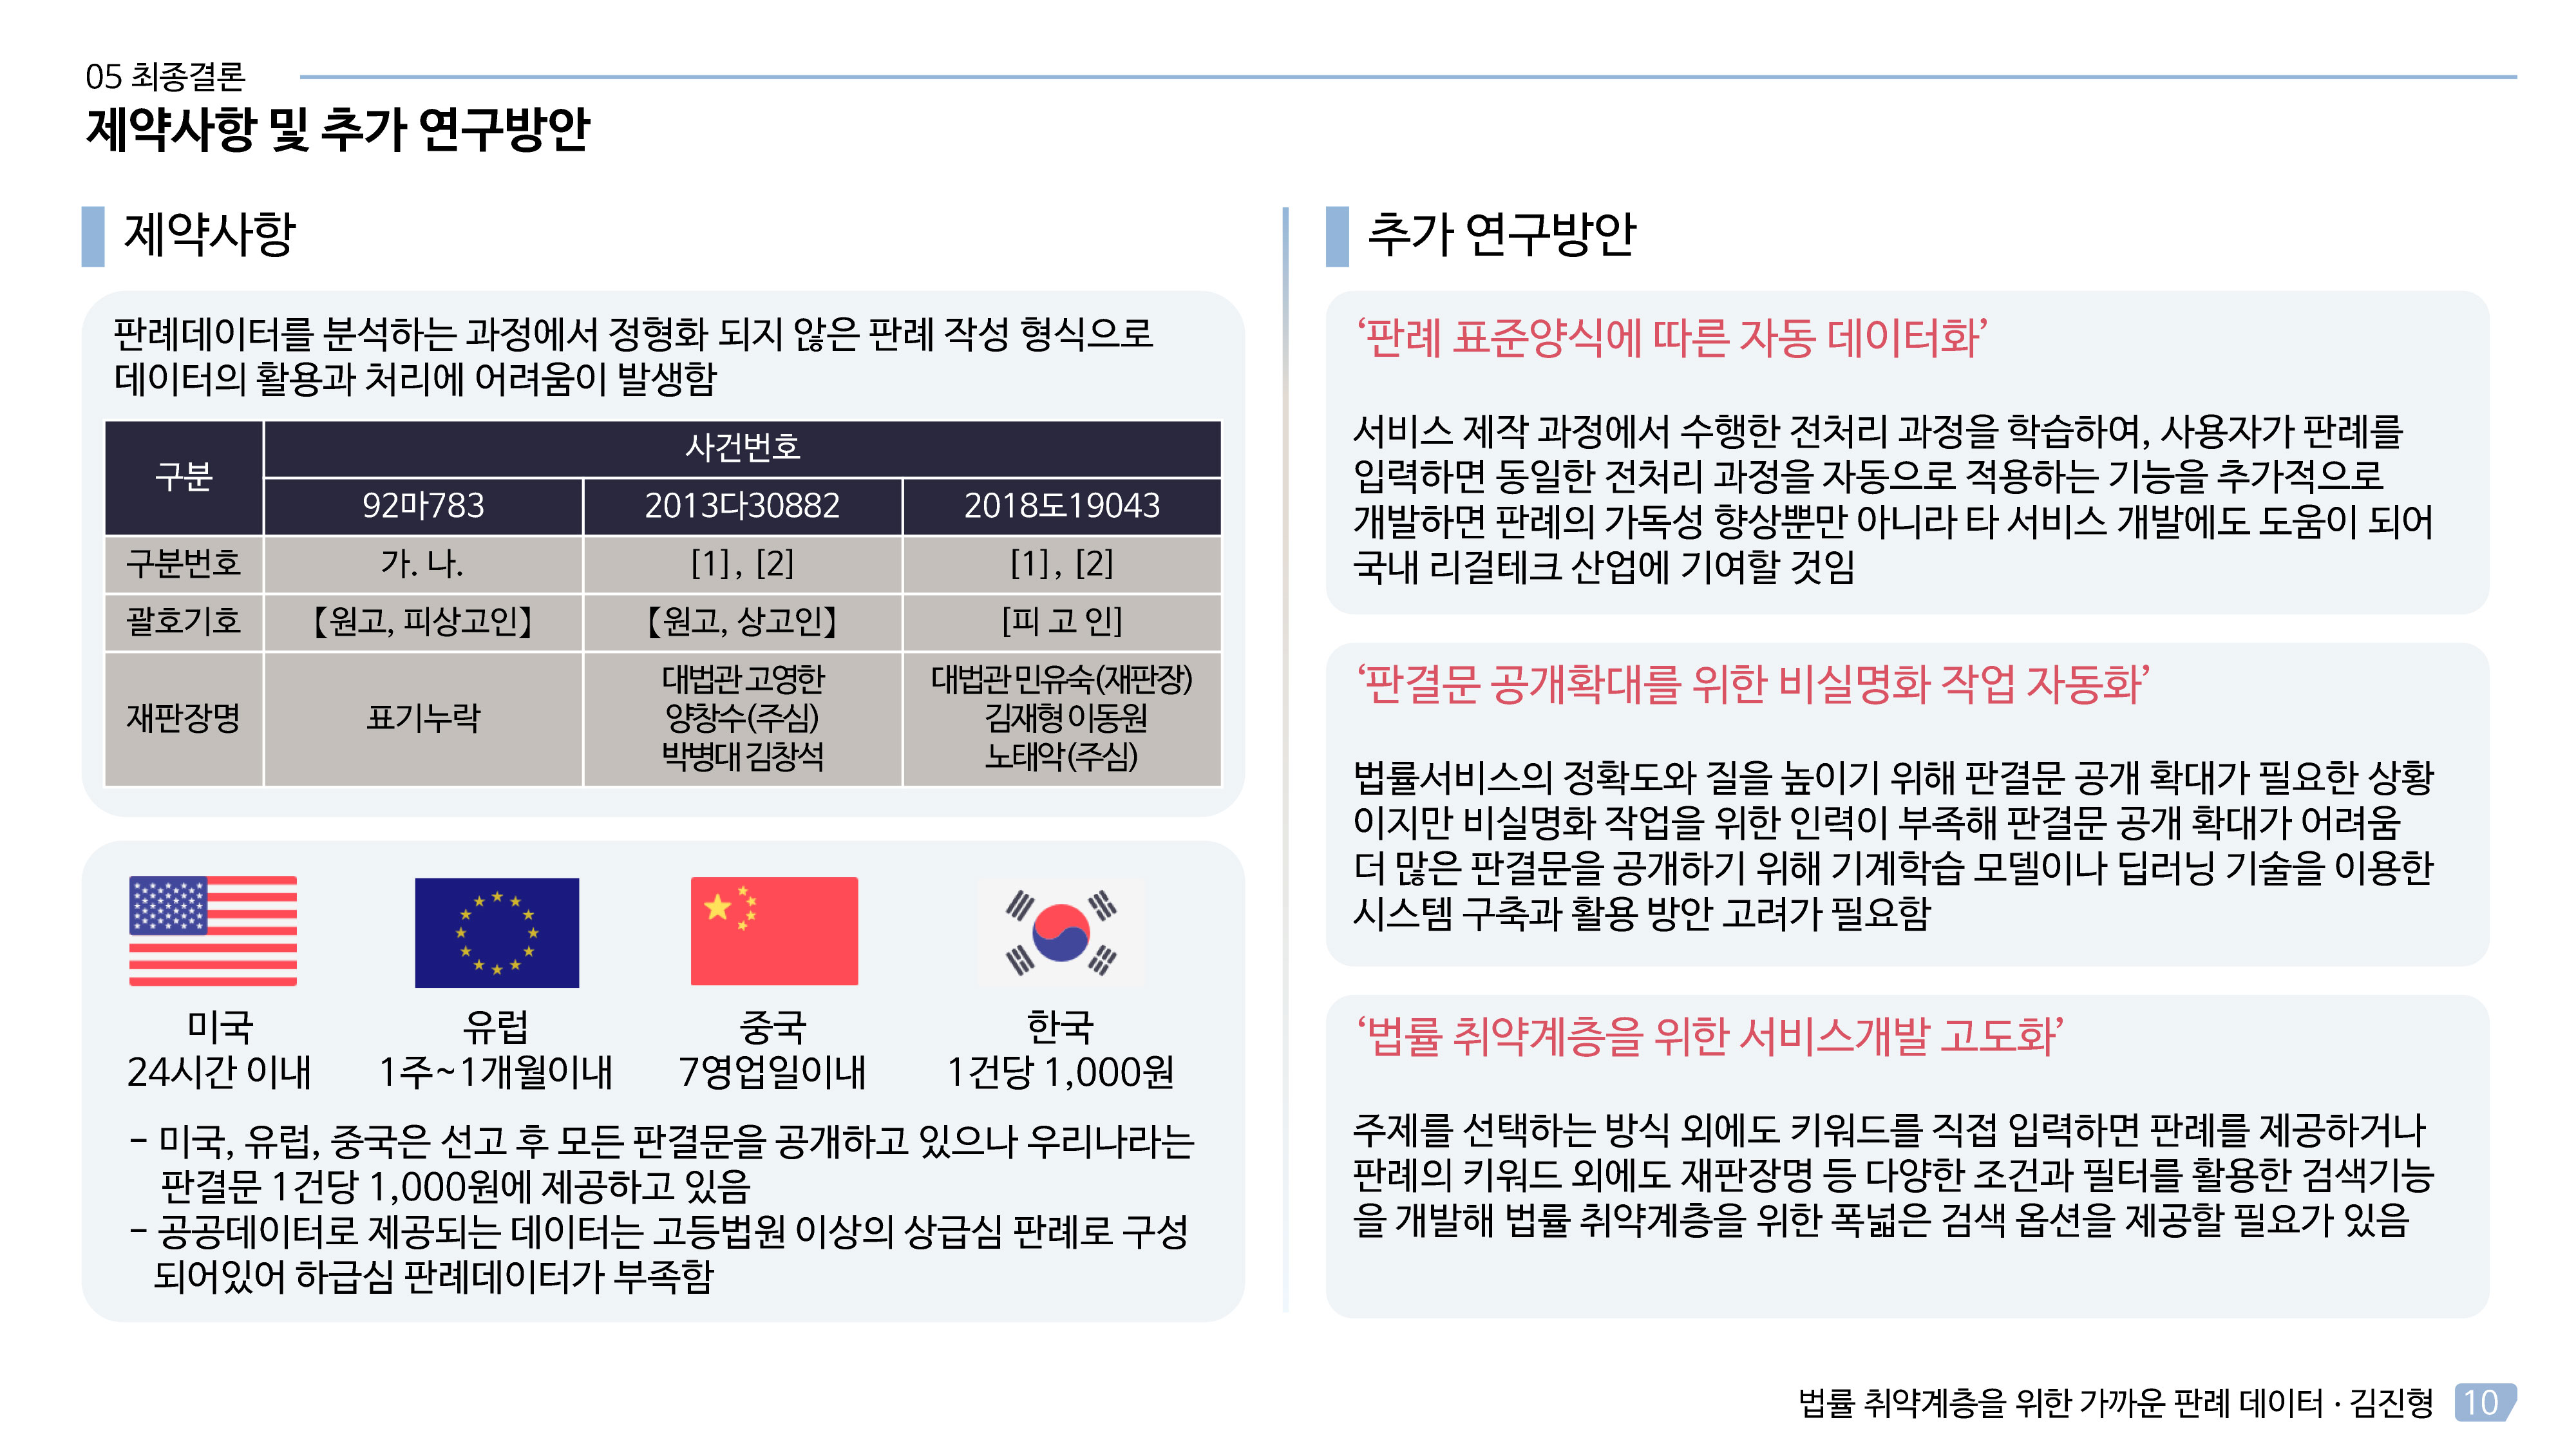 05 최종결론
제약사항 및 추가 연구방안
제약사항
판례데이터를 분석하는 과정에서 정형화 되지 않은 판례 작성 형식으로
데이터의 활용과 처리에 어려움이 발생함
구분
사건번호
92마783
2013다30882
2018도19043
구분번호
가. 나.
[1], [2]
[1], [2]
괄호기호
【원고, 피상고인】
【원고, 상고인】
[피 고 인]
재판장명
표기누락
대법관 고영한
양창수(주심)
박병대 김창석
대법관 민유숙(재판장)
김재형 이동원
노태악(주심)
미국
24시간 이내
유럽
1주~1개월이내
중국
7영업일이내
한국
1건당 1,000원
- 미국, 유럽, 중국은 선고 후 모든 판결문을 공개하고 있으나 우리나라는
판결문 1건당 1,000원에 제공하고 있음
- 공공데이터로 제공되는 데이터는 고등법원 이상의 상급심 판례로 구성
되어있어 하급심 판례데이터가 부족함
추가 연구방안
‘판례 표준양식에 따른 자동 데이터화’
서비스 제작 과정에서 수행한 전처리 과정을 학습하여, 사용자가 판례를
입력하면 동일한 전처리 과정을 자동으로 적용하는 기능을 추가적으로
개발하면 판례의 가독성 향상뿐만 아니라 타 서비스 개발에도 도움이 되어
국내 리걸테크 산업에 기여할 것임
‘판결문 공개확대를 위한 비실명화 작업 자동화’
법률서비스의 정확도와 질을 높이기 위해 판결문 공개 확대가 필요한 상황
이지만 비실명화 작업을 위한 인력이 부족해 판결문 공개 확대가 어려움
더 많은 판결문을 공개하기 위해 기계학습 모델이나 딥러닝 기술을 이용한
시스템 구축과 활용 방안 고려가 필요함
‘법률 취약계층을 위한 서비스개발 고도화’
주제를 선택하는 방식 외에도 키워드를 직접 입력하면 판례를 제공하거나
판례의 키워드 외에도 재판장명 등 다양한 조건과 필터를 활용한 검색기능
을 개발해 법률 취약계층을 위한 폭넓은 검색 옵션을 제공할 필요가 있음
법률 취약계층을 위한 가까운 판례 데이터 · 김진형 10